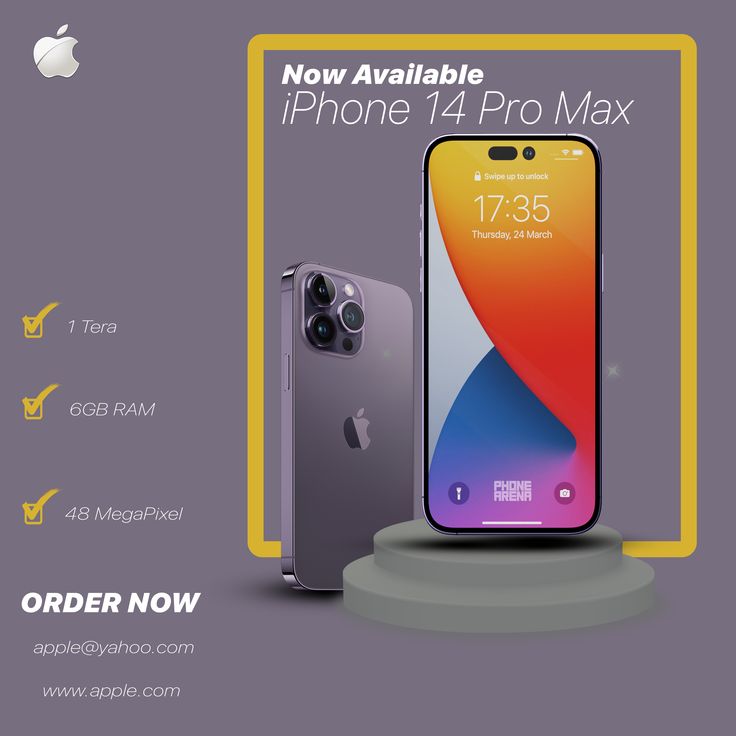 Now Available
iPhone 14 Pro Max
Swipe up to unlock
17:35
Thursday, 24 March
PHONE
ARENA
1 Tera
6GB RAM
48 MegaPixel
ORDER NOW
apple@yahoo.com
www.apple.com